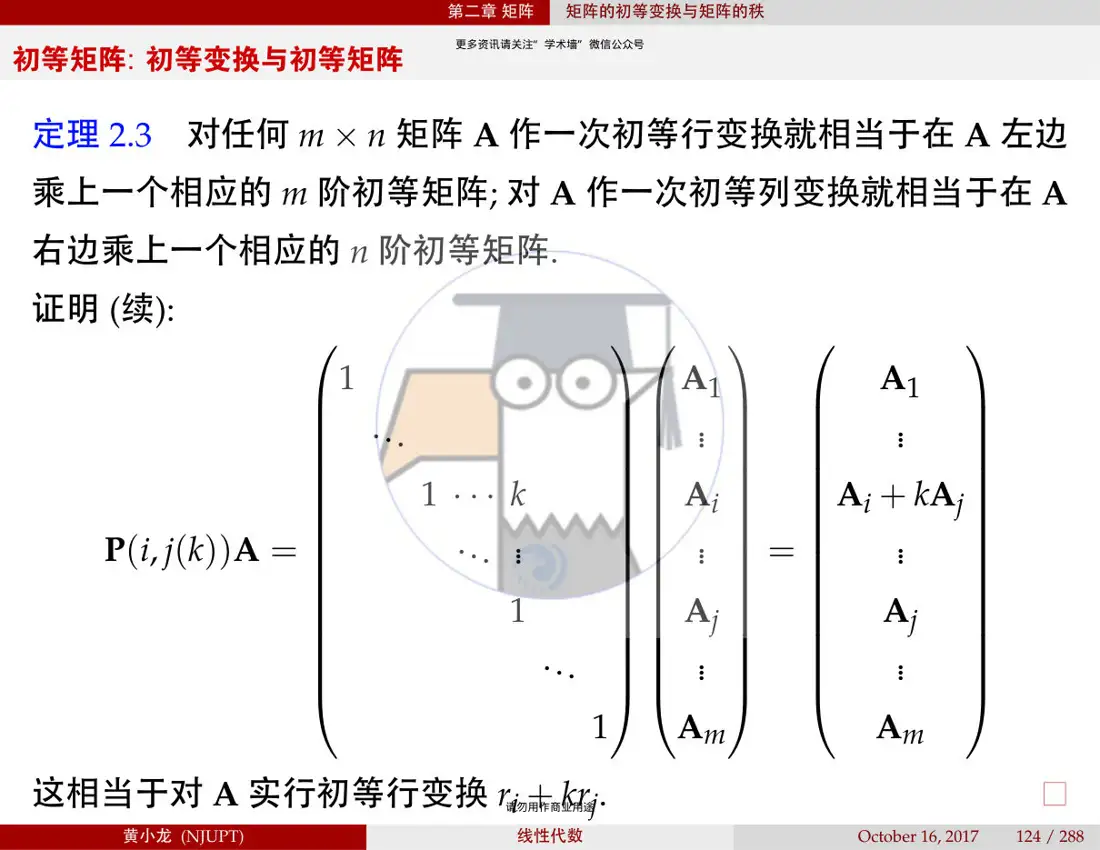 第二章 矩阵 矩阵的初等变换与矩阵的秩
更多资讯请关注“学术墙”微信公众号
初等矩阵: 初等变换与初等矩阵
定理 2.3 对任何 m × n 矩阵 A 作一次初等行变换就相当于在 A 左边
乘上一个相应的 m 阶初等矩阵; 对 A 作一次初等列变换就相当于在 A
右边乘上一个相应的 n 阶初等矩阵.
证明 (续):
1 A₁ A₁
⋱ ⋮ ⋮
1 ⋯ k Aᵢ Aᵢ + kAⱼ
P(i, j(k))A = ⋱ ⋮ ⋮ = ⋮
1 Aⱼ Aⱼ
⋱ ⋮ ⋮
1 Aₘ Aₘ
这相当于对 A 实行初等行变换 rᵢ + krⱼ.
请勿用作商业用途
黄小龙 (NJUPT) 线性代数 October 16, 2017 124 / 288